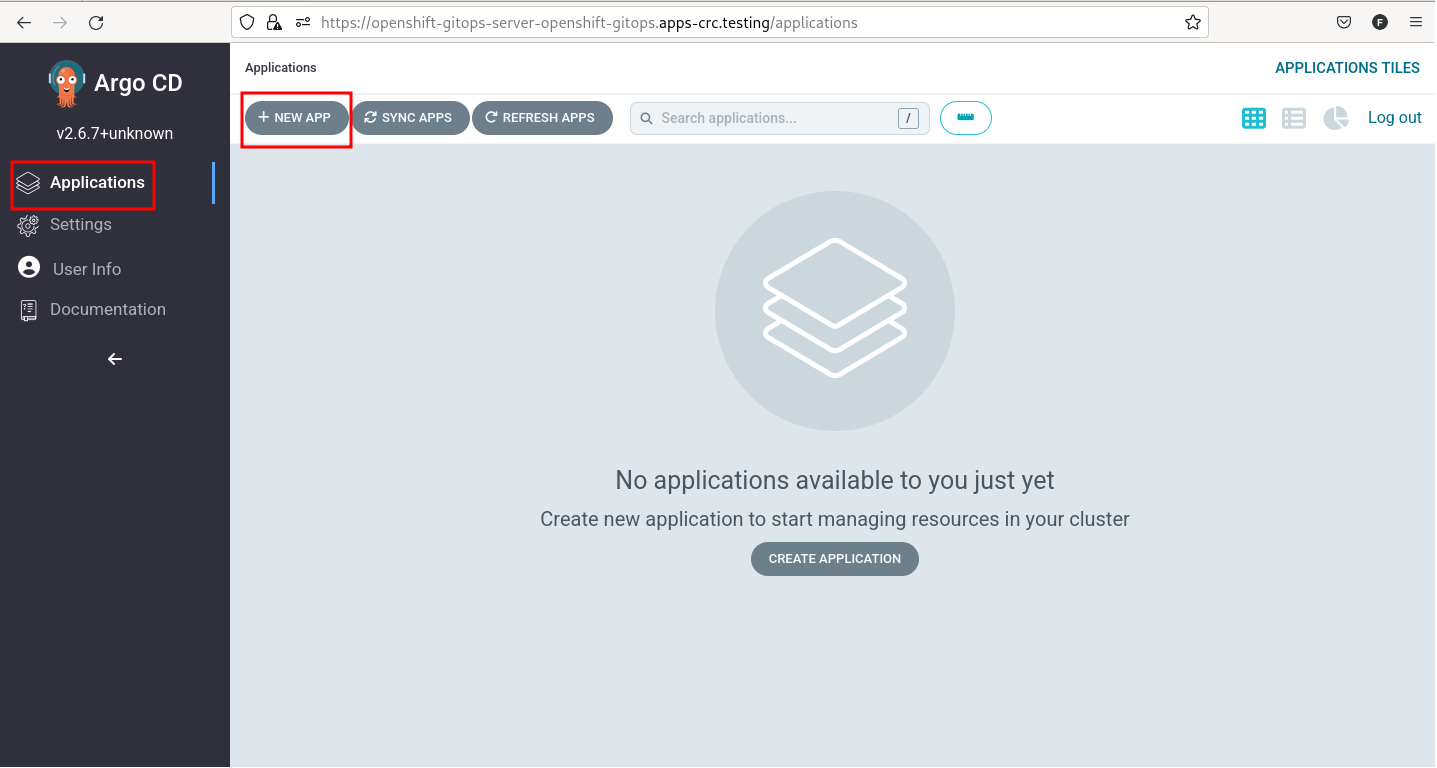 https://openshift-gitops-server-openshift-gitops.apps-crc.testing/applications
F
Argo CD
v2.6.7+unknown
Applications
Settings
User Info
Documentation
Applications
APPLICATIONS TILES
+ NEW APP
SYNC APPS
REFRESH APPS
Search applications...
/
Log out
No applications available to you just yet
Create new application to start managing resources in your cluster
CREATE APPLICATION